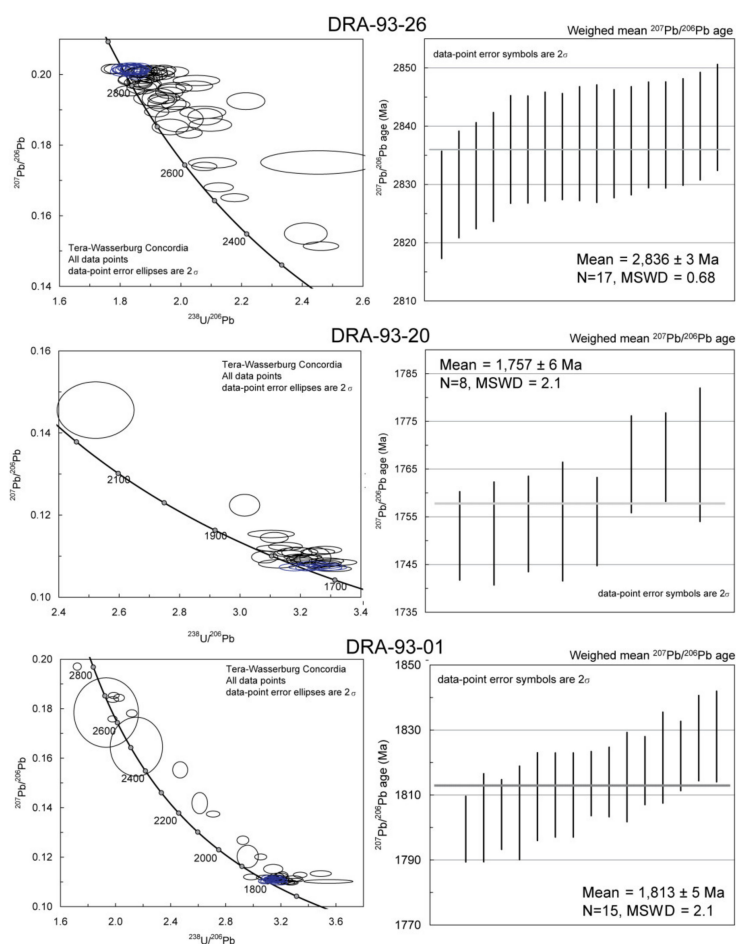 DRA-93-26
0.20
0.18
0.16
0.14
²⁰⁷Pb/²⁰⁶Pb
2800
2600
2400
Tera-Wasserburg Concordia
All data points
data-point error ellipses are 2σ
1.6 1.8 2.0 2.2 2.4 2.6
²³⁸U/²⁰⁶Pb
Weighed mean ²⁰⁷Pb/²⁰⁶Pb age
data-point error symbols are 2σ
2850
2840
2830
2820
2810
²⁰⁷Pb/²⁰⁶Pb age (Ma)
Mean = 2,836 ± 3 Ma
N=17, MSWD = 0.68
DRA-93-20
0.16
0.14
0.12
0.10
²⁰⁷Pb/²⁰⁶Pb
Tera-Wasserburg Concordia
All data points
data-point error ellipses are 2σ
2100
1900
1700
2.4 2.6 2.8 3.0 3.2 3.4
²³⁸U/²⁰⁶Pb
Weighed mean ²⁰⁷Pb/²⁰⁶Pb age
Mean = 1,757 ± 6 Ma
N=8, MSWD = 2.1
1785
1775
1765
1755
1745
1735
²⁰⁷Pb/²⁰⁶Pb age (Ma)
data-point error symbols are 2σ
DRA-93-01
0.20
0.18
0.16
0.14
0.12
0.10
²⁰⁷Pb/²⁰⁶Pb
Tera-Wasserburg Concordia
All data points
data-point error ellipses are 2σ
2800
2600
2400
2200
2000
1800
1.6 2.0 2.4 2.8 3.2 3.6
²³⁸U/²⁰⁶Pb
Weighed mean ²⁰⁷Pb/²⁰⁶Pb age
data-point error symbols are 2σ
1850
1830
1810
1790
1770
²⁰⁷Pb/²⁰⁶Pb age (Ma)
Mean = 1,813 ± 5 Ma
N=15, MSWD = 2.1